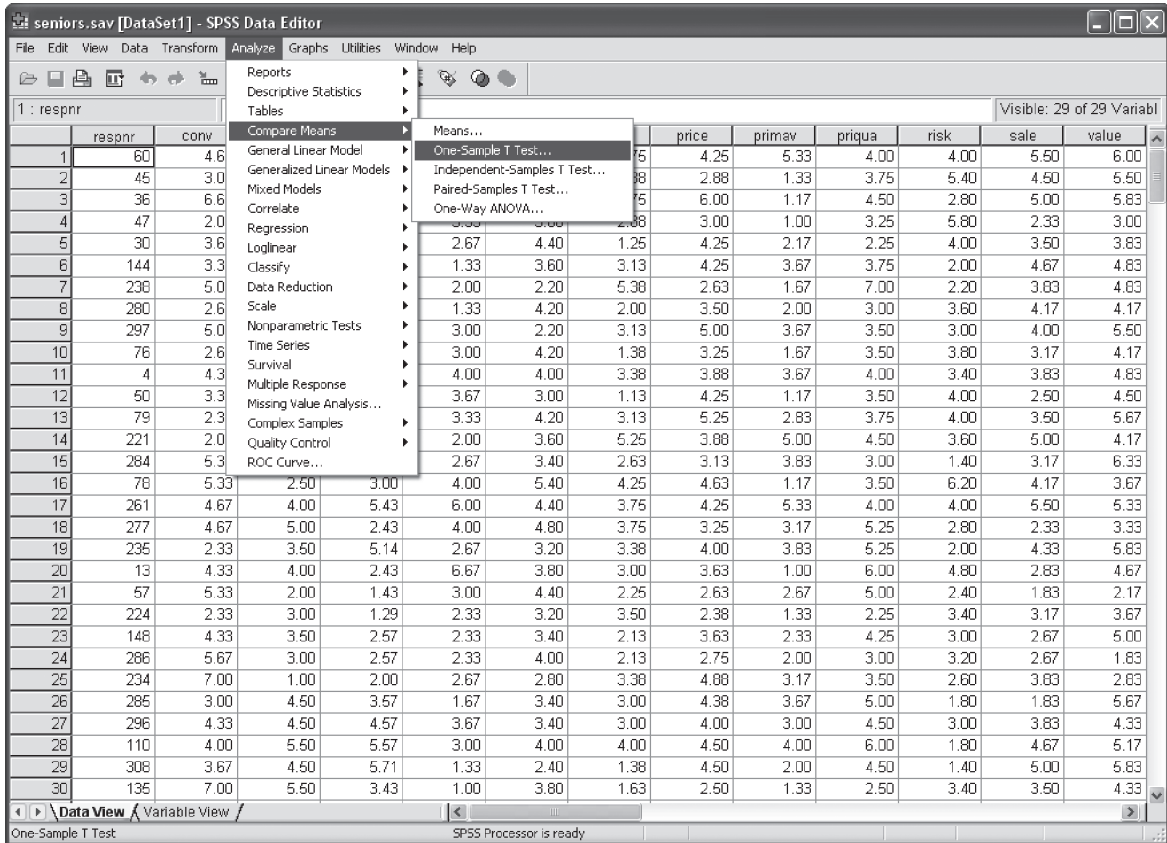 seniors.sav [DataSet1] - SPSS Data Editor
File Edit View Data Transform Analyze Graphs Utilities Window Help
1 : respnr
Visible: 29 of 29 Variabl
Reports
Descriptive Statistics
Tables
Compare Means
General Linear Model
Generalized Linear Models
Mixed Models
Correlate
Regression
Loglinear
Classify
Data Reduction
Scale
Nonparametric Tests
Time Series
Survival
Multiple Response
Missing Value Analysis...
Complex Samples
Quality Control
ROC Curve...
Means...
One-Sample T Test...
Independent-Samples T Test...
Paired-Samples T Test...
One-Way ANOVA...
respnr conv price primav priqua risk sale value
1 60 4.6 75 4.25 5.33 4.00 4.00 5.50 6.00
2 45 3.0 38 2.88 1.33 3.75 5.40 4.50 5.50
3 36 6.6 75 6.00 1.17 4.50 2.80 5.00 5.83
4 47 2.0 3.00 1.00 3.25 5.80 2.33 3.00
5 30 3.6 2.67 4.40 1.25 4.25 2.17 2.25 4.00 3.50 3.83
6 144 3.3 1.33 3.60 3.13 4.25 3.67 3.75 2.00 4.67 4.83
7 238 5.0 2.00 2.20 5.38 2.63 1.67 7.00 2.20 3.83 4.83
8 280 2.6 1.33 4.20 2.00 3.50 2.00 3.00 3.60 4.17 4.17
9 297 5.0 3.00 2.20 3.13 5.00 3.67 3.50 3.00 4.00 5.50
10 76 2.6 3.00 4.20 1.38 3.25 1.67 3.50 3.80 3.17 4.17
11 4 4.3 4.00 4.00 3.38 3.88 3.67 4.00 3.40 3.83 4.83
12 50 3.3 3.67 3.00 1.13 4.25 1.17 3.50 4.00 2.50 4.50
13 79 2.3 3.33 4.20 3.13 5.25 2.83 3.75 4.00 3.50 5.67
14 221 2.0 2.00 3.60 5.25 3.88 5.00 4.50 3.60 5.00 4.17
15 284 5.3 2.67 3.40 2.63 3.13 3.83 3.00 1.40 3.17 6.33
16 78 5.33 2.50 3.00 4.00 5.40 4.25 4.63 1.17 3.50 6.20 4.17 3.67
17 261 4.67 4.00 5.43 6.00 4.40 3.75 4.25 5.33 4.00 4.00 5.50 5.33
18 277 4.67 5.00 2.43 4.00 4.80 3.75 3.25 3.17 5.25 2.80 2.33 3.33
19 235 2.33 3.50 5.14 2.67 3.20 3.38 4.00 3.83 5.25 2.00 4.33 5.83
20 13 4.33 4.00 2.43 6.67 3.80 3.00 3.63 1.00 6.00 4.80 2.83 4.67
21 57 5.33 2.00 1.43 3.00 4.40 2.25 2.63 2.67 5.00 2.40 1.83 2.17
22 224 2.33 3.00 1.29 2.33 3.20 3.50 2.38 1.33 2.25 3.40 3.17 3.67
23 148 4.33 3.50 2.57 2.33 3.40 2.13 3.63 2.33 4.25 3.00 2.67 5.00
24 286 5.67 3.00 2.57 2.33 4.00 2.13 2.75 2.00 3.00 3.20 2.67 1.83
25 234 7.00 1.00 2.00 2.67 2.80 3.38 4.88 3.17 3.50 2.60 3.83 2.83
26 285 3.00 4.50 3.57 1.67 3.40 3.00 4.38 3.67 5.00 1.80 1.83 5.67
27 296 4.33 4.50 4.57 3.67 3.40 3.00 4.00 3.00 4.50 3.00 3.83 4.33
28 110 4.00 5.50 5.57 3.00 4.00 4.00 4.50 4.00 6.00 1.80 4.67 5.17
29 308 3.67 4.50 5.71 1.33 2.40 1.38 4.50 2.00 4.50 1.40 5.00 5.83
30 135 7.00 5.50 3.43 1.00 3.80 1.63 2.50 1.33 2.50 3.40 3.50 4.33
Data View Variable View
One-Sample T Test SPSS Processor is ready